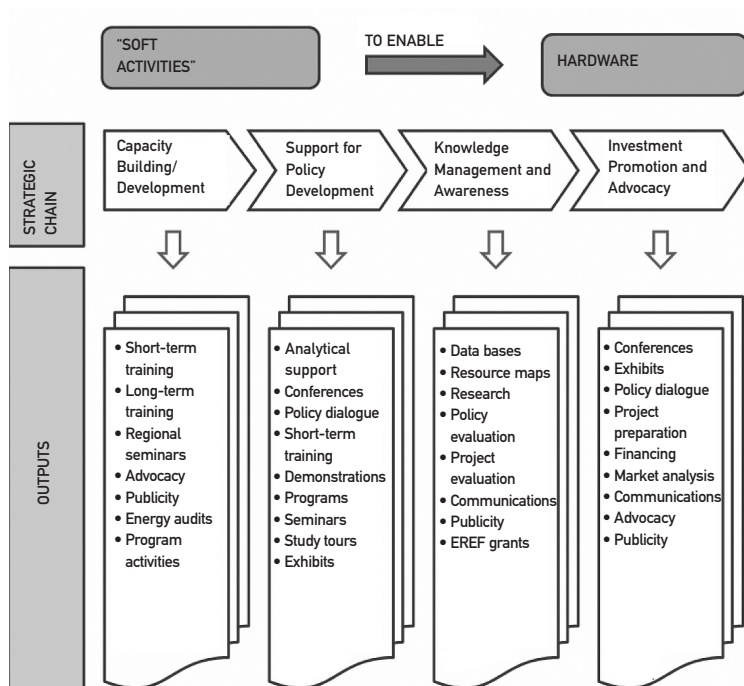 “SOFT
ACTIVITIES”
TO ENABLE
HARDWARE
STRATEGIC
CHAIN
Capacity
Building/
Development
Support for
Policy
Development
Knowledge
Management and
Awareness
Investment
Promotion and
Advocacy
OUTPUTS
• Short-term
training
• Long-term
training
• Regional
seminars
• Advocacy
• Publicity
• Energy audits
• Program
activities
• Analytical
support
• Conferences
• Policy dialogue
• Short-term
training
• Demonstrations
• Programs
• Seminars
• Study tours
• Exhibits
• Data bases
• Resource maps
• Research
• Policy
evaluation
• Project
evaluation
• Communications
• Publicity
• EREF grants
• Conferences
• Exhibits
• Policy dialogue
• Project
preparation
• Financing
• Market analysis
• Communications
• Advocacy
• Publicity